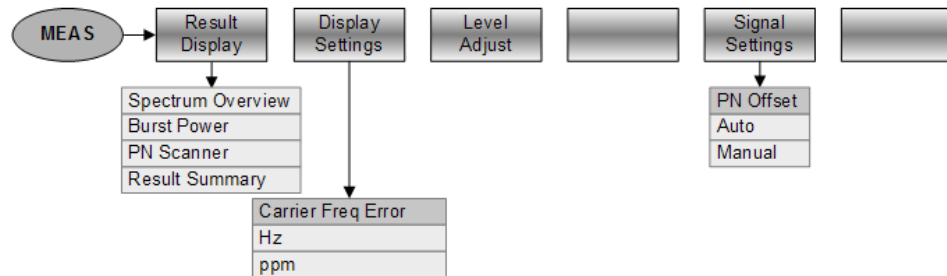 MEAS
Result
Display
Display
Settings
Level
Adjust
Signal
Settings
Spectrum Overview
Burst Power
PN Scanner
Result Summary
PN Offset
Auto
Manual
Carrier Freq Error
Hz
ppm